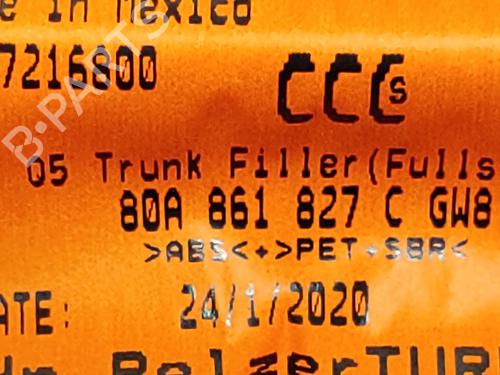 e in Mexico
7216800
CCCs
05 Trunk Filler(Fulls
80A 861 827 C GW8
>ABS<+>PET+SBR<
ATE: 24/1/2020
B-PARTS